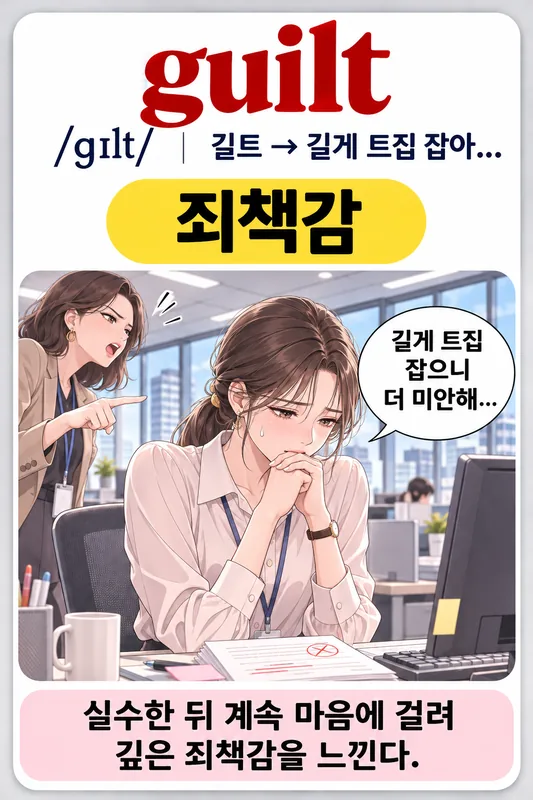 guilt
/gɪlt/ | 길트 → 길게 트집 잡아...
죄책감
길게 트집
잡으니
더 미안해...
실수한 뒤 계속 마음에 걸려
깊은 죄책감을 느낀다.